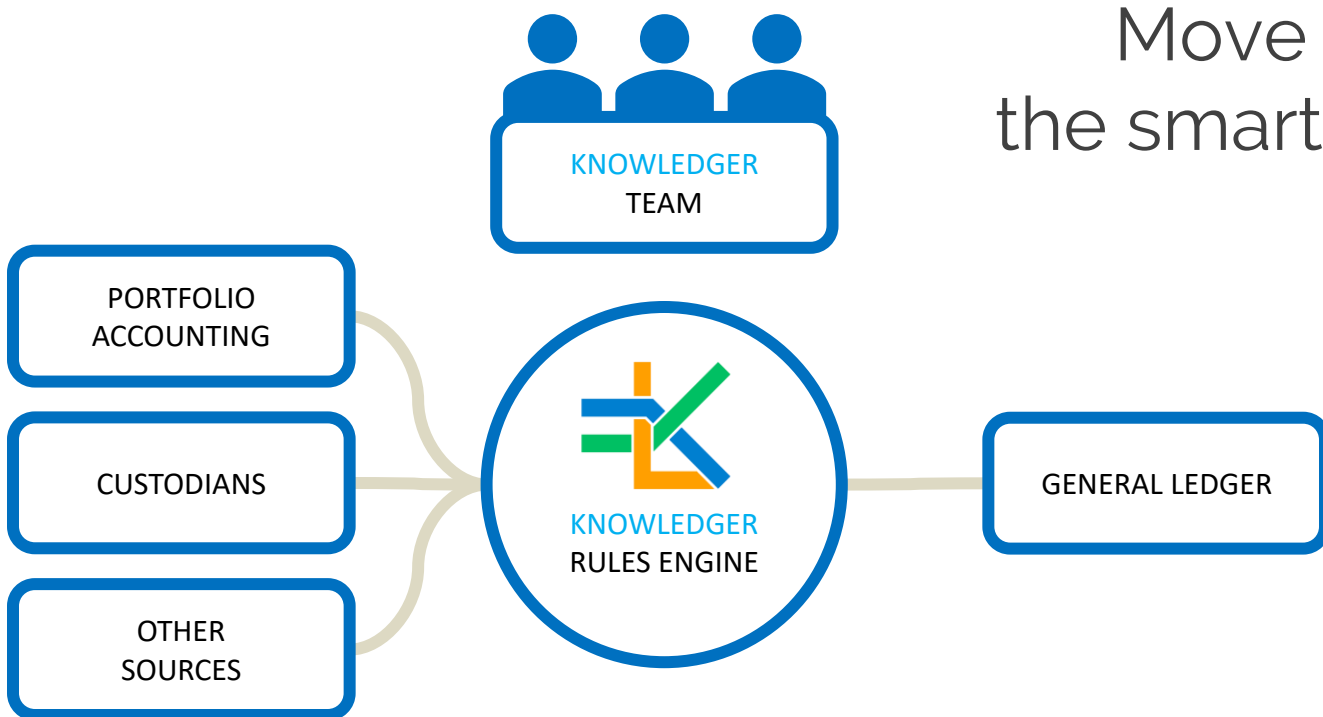 Move
the smart
KNOWLEDGER
TEAM
PORTFOLIO
ACCOUNTING
CUSTODIANS
OTHER
SOURCES
KNOWLEDGER
RULES ENGINE
GENERAL LEDGER